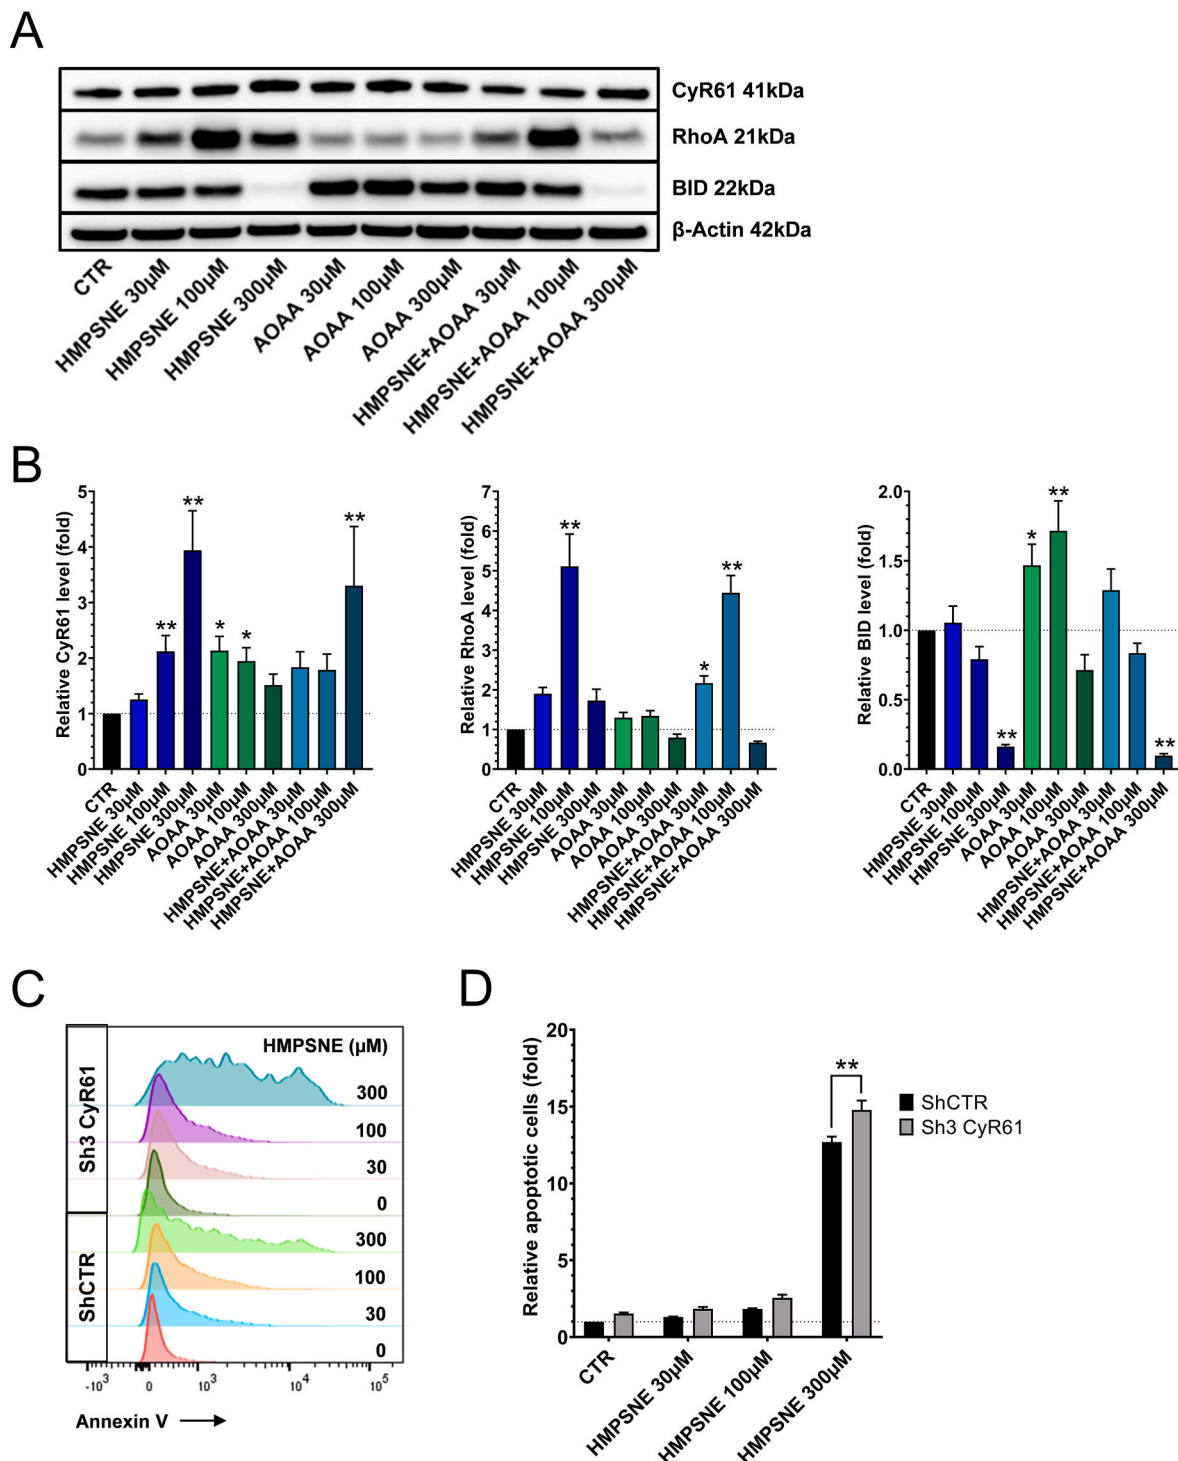 A
CyR61 41kDa
RhoA 21kDa
BID 22kDa
β-Actin 42kDa
CTR
HMPSNE 30µM
HMPSNE 100µM
HMPSNE 300µM
AOAA 30µM
AOAA 100µM
AOAA 300µM
HMPSNE+AOAA 30µM
HMPSNE+AOAA 100µM
HMPSNE+AOAA 300µM
B
Relative CyR61 level (fold)
5
4
3
2
1
0
**
**
*
*
**
CTR
HMPSNE 30µM
HMPSNE 100µM
HMPSNE 300µM
AOAA 30µM
AOAA 100µM
AOAA 300µM
HMPSNE+AOAA 30µM
HMPSNE+AOAA 100µM
HMPSNE+AOAA 300µM
Relative RhoA level (fold)
7
6
5
4
3
2
1
0
**
*
**
CTR
HMPSNE 30µM
HMPSNE 100µM
HMPSNE 300µM
AOAA 30µM
AOAA 100µM
AOAA 300µM
HMPSNE+AOAA 30µM
HMPSNE+AOAA 100µM
HMPSNE+AOAA 300µM
Relative BID level (fold)
2.0
1.5
1.0
0.5
0.0
**
*
**
**
CTR
HMPSNE 30µM
HMPSNE 100µM
HMPSNE 300µM
AOAA 30µM
AOAA 100µM
AOAA 300µM
HMPSNE+AOAA 30µM
HMPSNE+AOAA 100µM
HMPSNE+AOAA 300µM
C
HMPSNE (µM)
Sh3 CyR61
300
100
30
0
ShCTR
300
100
30
0
-10³
0
10³
10⁴
10⁵
Annexin V
D
Relative apoptotic cells (fold)
20
15
10
5
0
**
ShCTR
Sh3 CyR61
CTR
HMPSNE 30µM
HMPSNE 100µM
HMPSNE 300µM